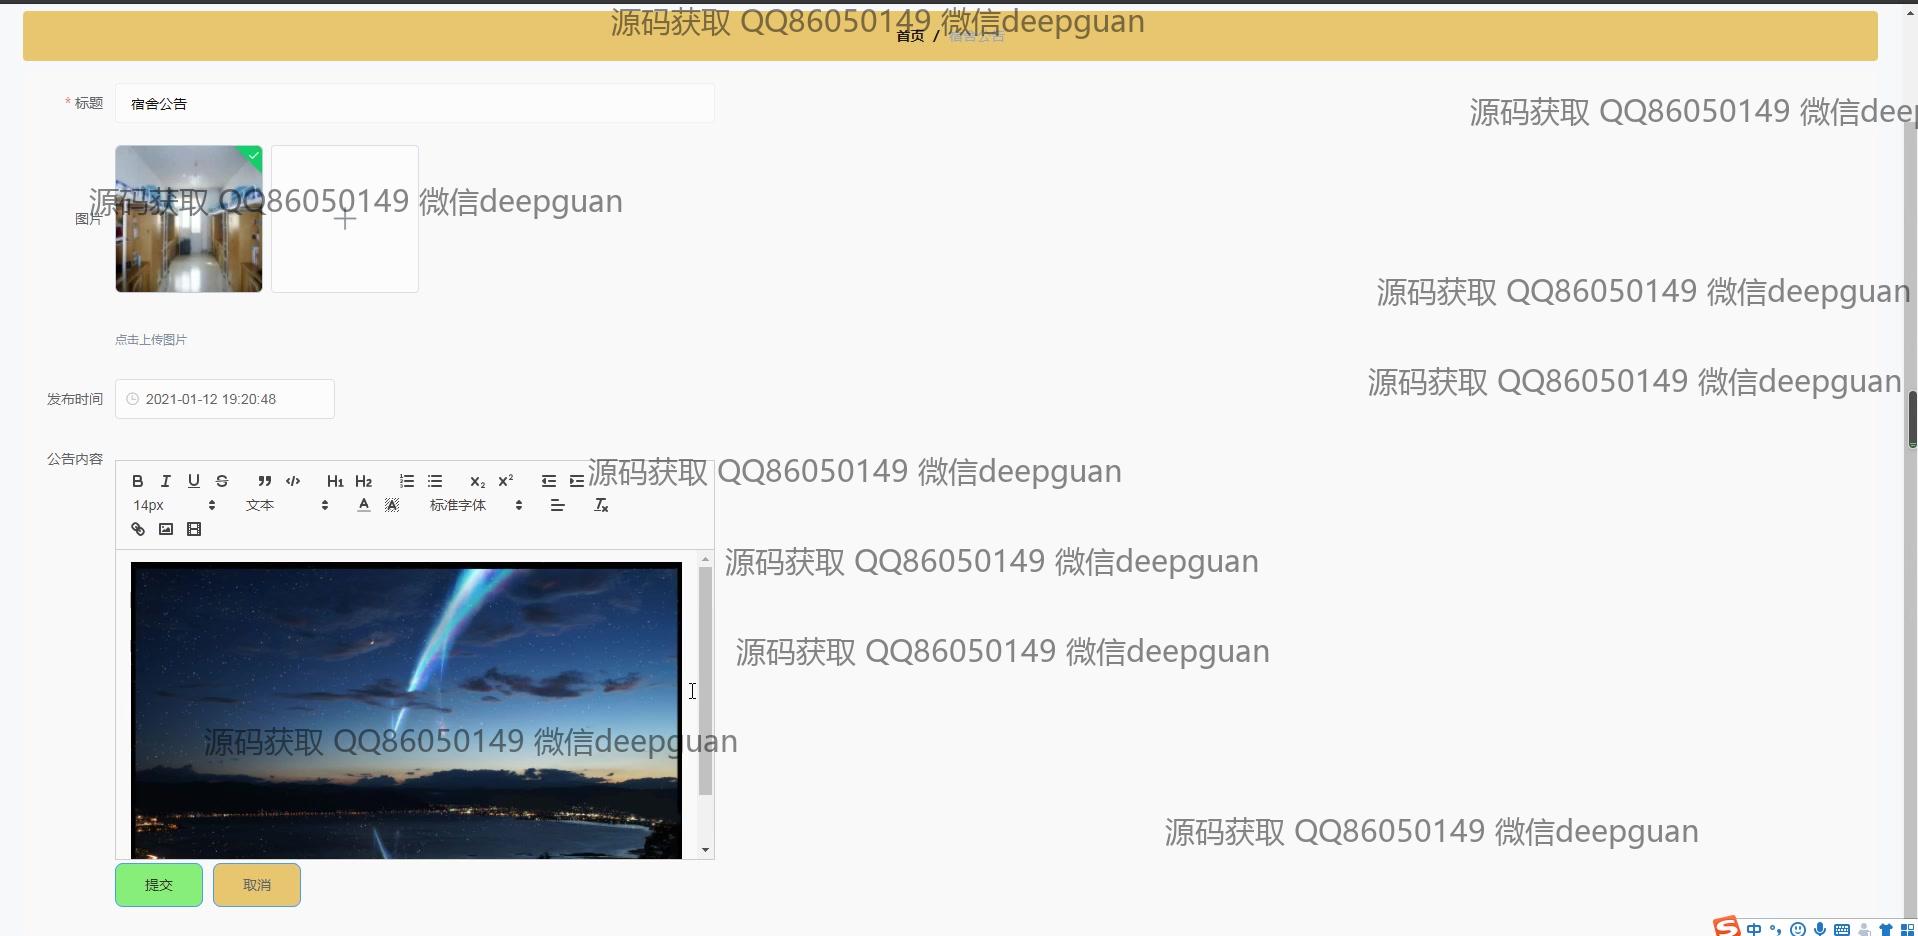 源码获取 QQ86050149 微信deepguan
首页 / 宿舍公告
* 标题 宿舍公告
源码获取 QQ86050149 微信deep
源码获取 QQ86050149 微信deepguan
图片
源码获取 QQ86050149 微信deepguan
点击上传图片
源码获取 QQ86050149 微信deepguan
发布时间 2021-01-12 19:20:48
公告内容
源码获取 QQ86050149 微信deepguan
B I U S ” </> H1 H2 X2 X2
14px 文本 A A 标准字体 Tx
源码获取 QQ86050149 微信deepguan
源码获取 QQ86050149 微信deepguan
源码获取 QQ86050149 微信deepguan
源码获取 QQ86050149 微信deepguan
提交 取消
S 中